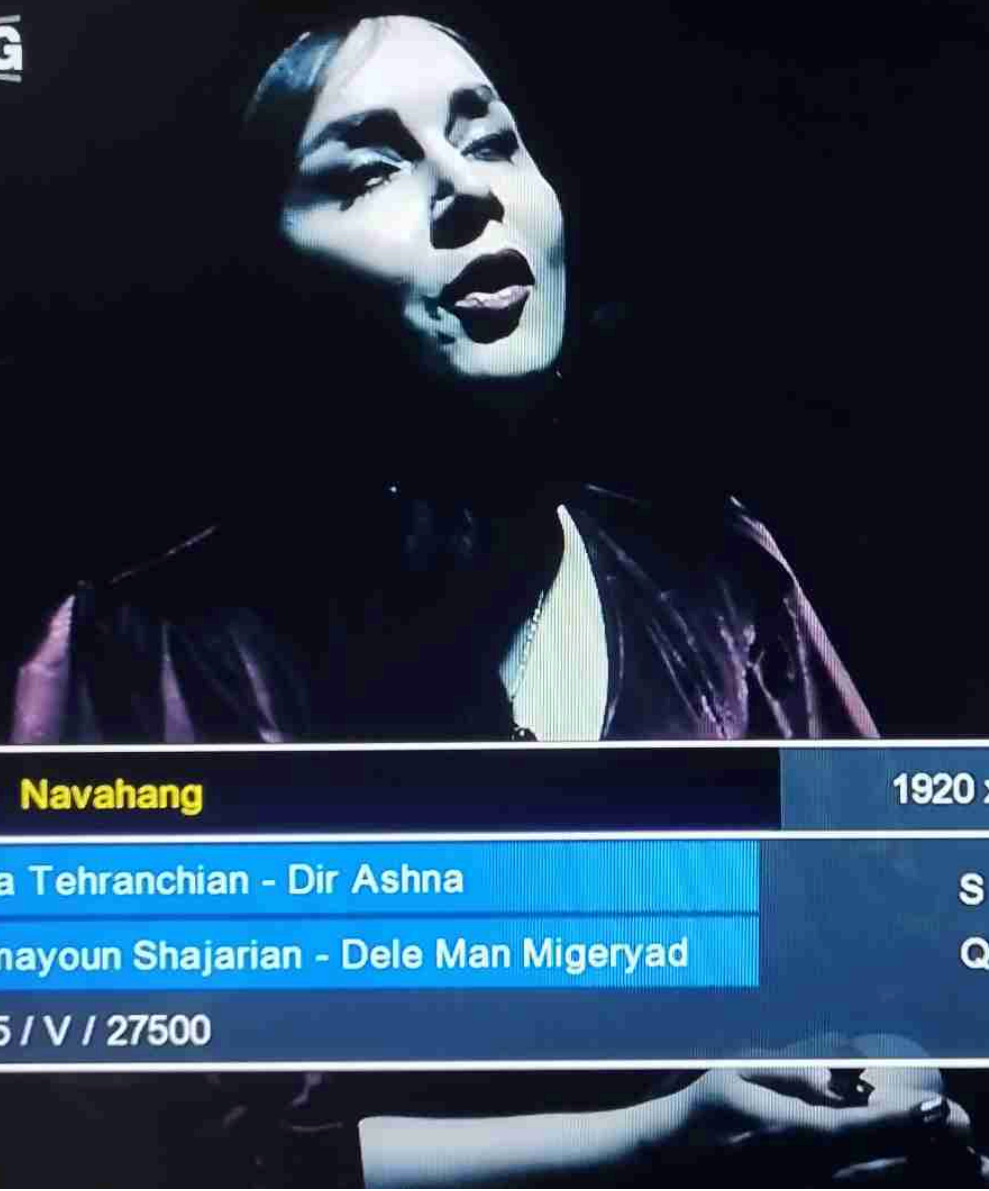 G
Navahang
1920 x
a Tehranchian - Dir Ashna
S
mayoun Shajarian - Dele Man Migeryad
Q
5 / V / 27500